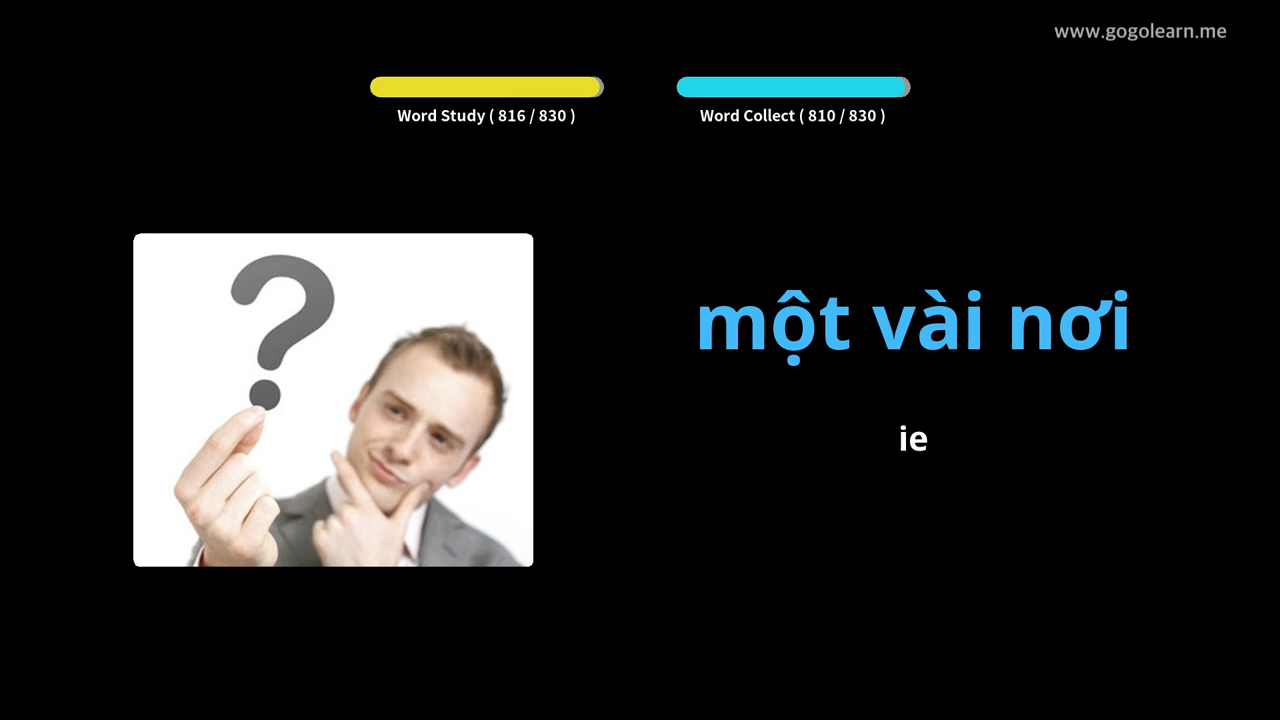 www.gogolearn.me
Word Study ( 816 / 830 )
Word Collect ( 810 / 830 )
một vài nơi
ie